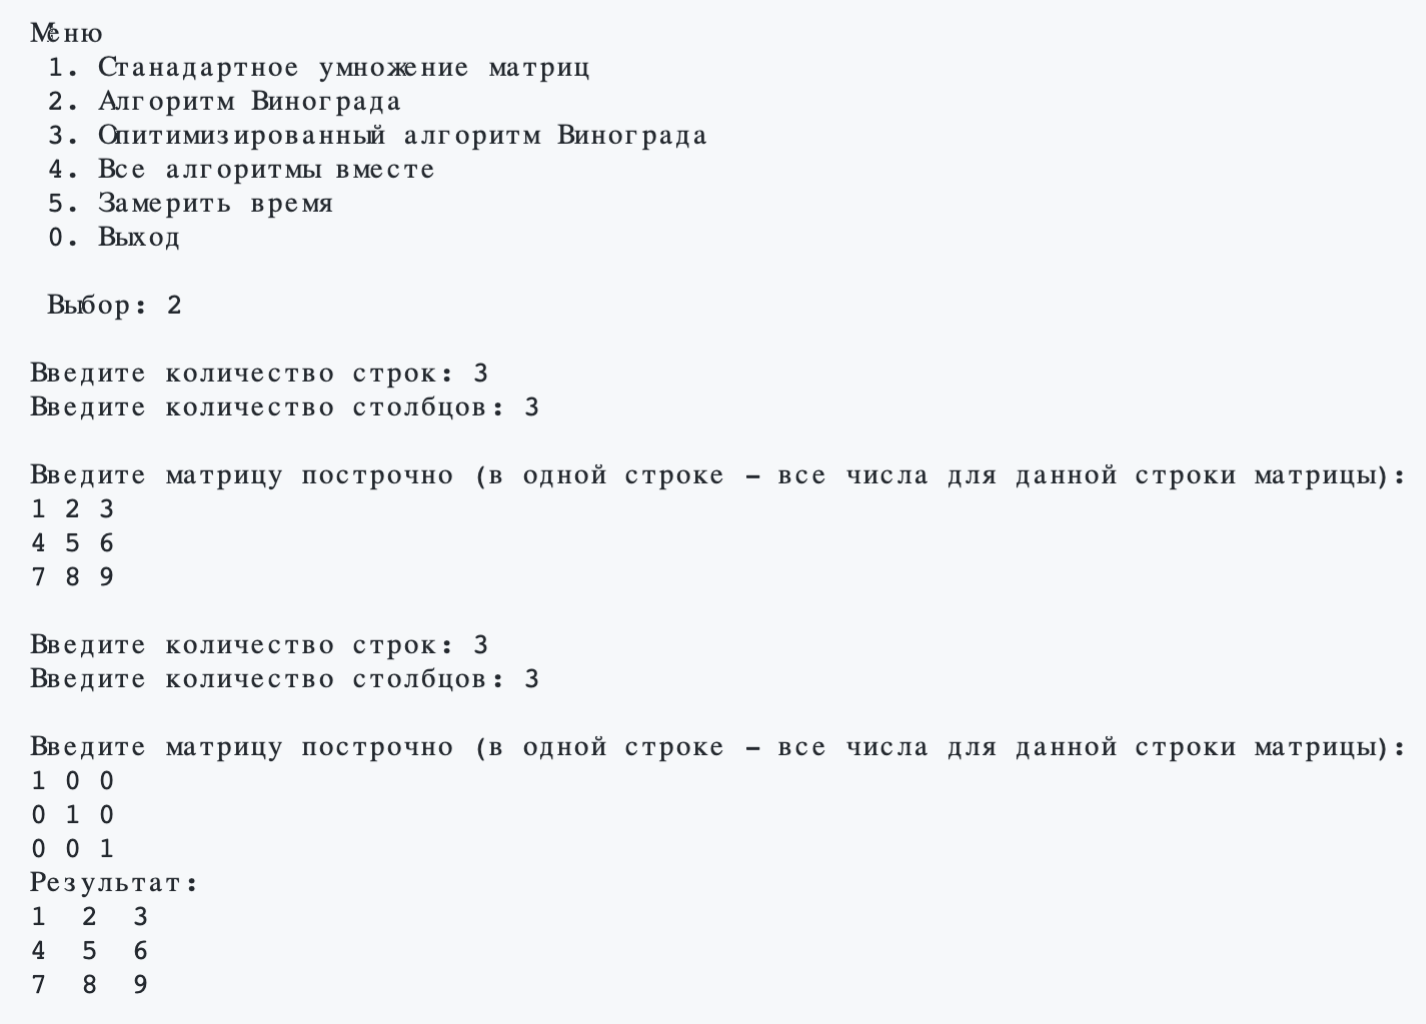 Меню
1. Станадартное умножение матриц
2. Алгоритм Винограда
3. Опитимизированный алгоритм Винограда
4. Все алгоритмы вместе
5. Замерить время
0. Выход
Выбор: 2
Введите количество строк: 3
Введите количество столбцов: 3
Введите матрицу построчно (в одной строке – все числа для данной строки матрицы):
1 2 3
4 5 6
7 8 9
Введите количество строк: 3
Введите количество столбцов: 3
Введите матрицу построчно (в одной строке – все числа для данной строки матрицы):
1 0 0
0 1 0
0 0 1
Результат:
1 2 3
4 5 6
7 8 9